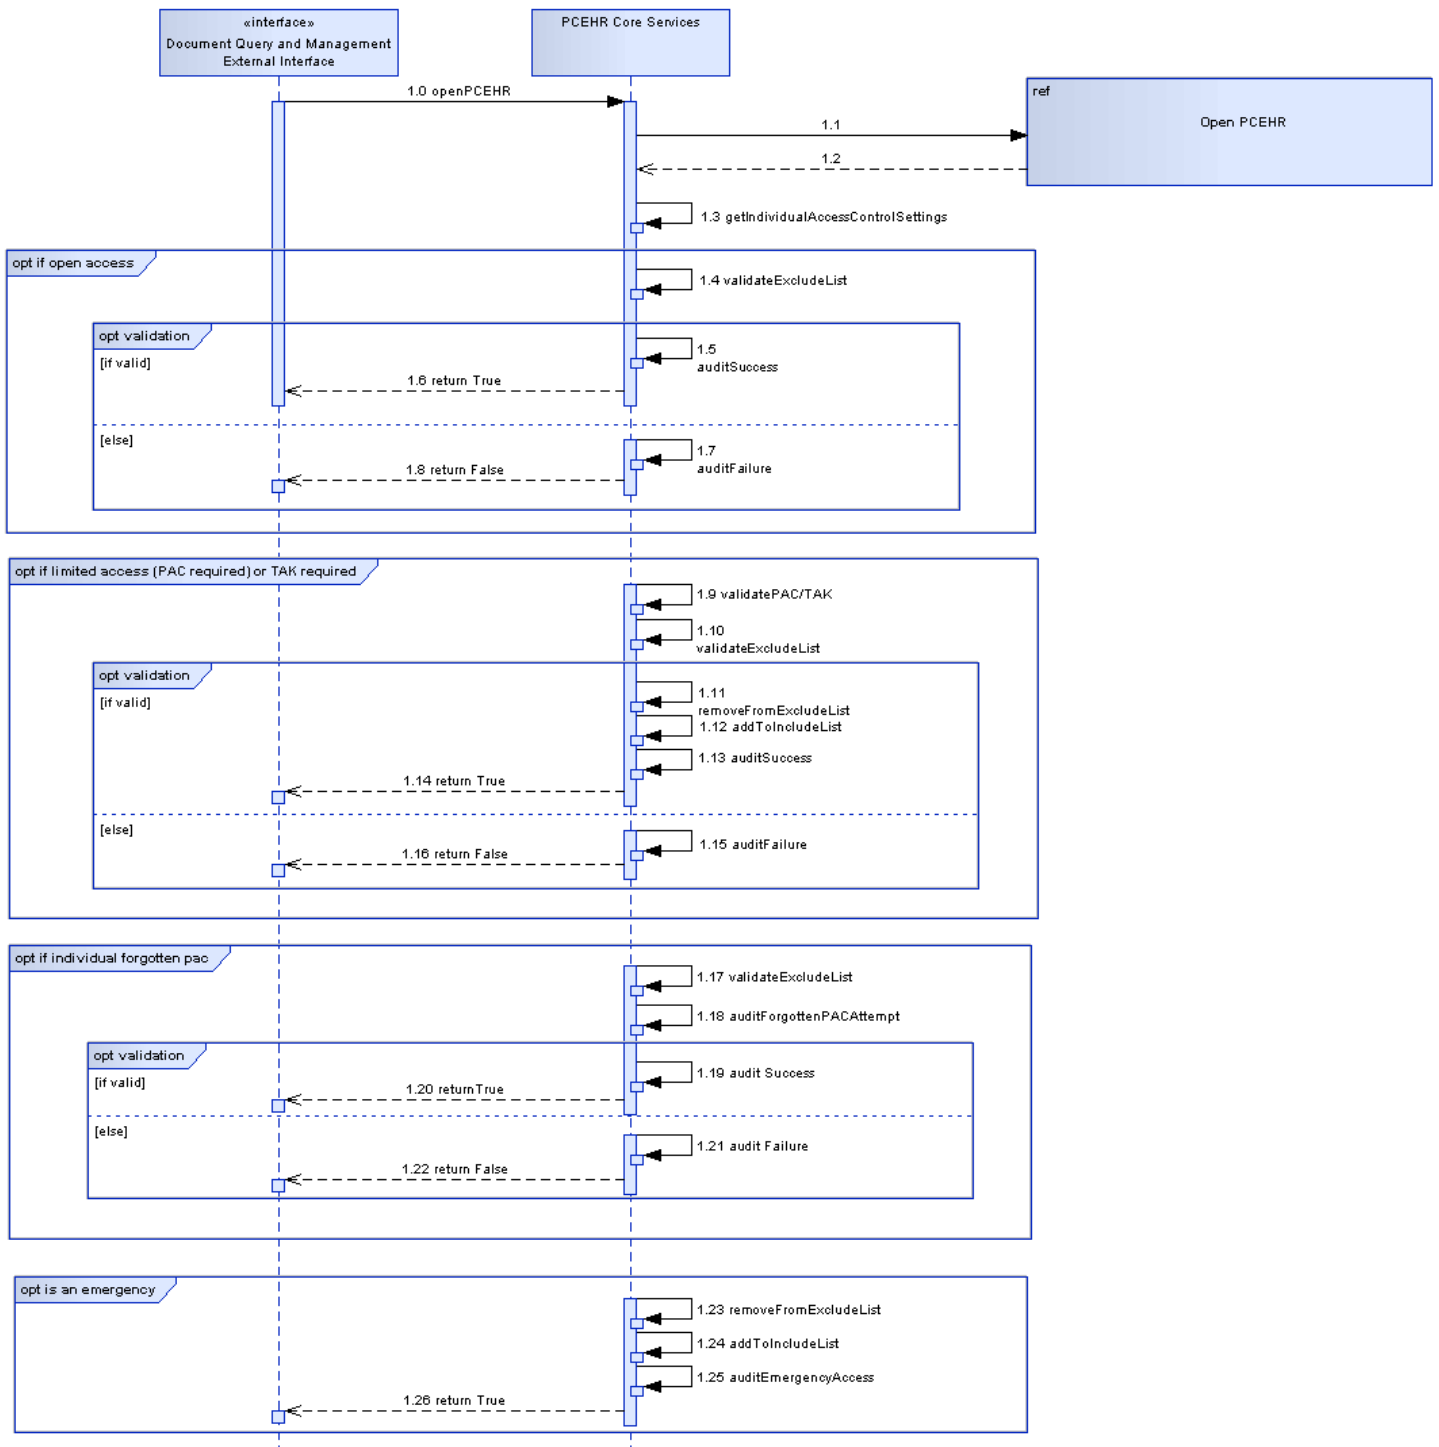 «interface»
Document Query and Management
External Interface
PCEHR Core Services
1.0 openPCEHR
ref
Open PCEHR
1.1
1.2
1.3 getIndividualAccessControlSettings
opt if open access
1.4 validateExcludeList
opt validation
[if valid]
1.5
auditSuccess
1.6 return True
[else]
1.7
auditFailure
1.8 return False
opt if limited access (PAC required) or TAK required
1.9 validatePAC/TAK
1.10
validateExcludeList
opt validation
[if valid]
1.11
removeFromExcludeList
1.12 addToIncludeList
1.13 auditSuccess
1.14 return True
[else]
1.15 auditFailure
1.16 return False
opt if individual forgotten pac
1.17 validateExcludeList
1.18 auditForgottenPACAttempt
opt validation
[if valid]
1.19 audit Success
1.20 returnTrue
[else]
1.21 audit Failure
1.22 return False
opt is an emergency
1.23 removeFromExcludeList
1.24 addToIncludeList
1.25 auditEmergencyAccess
1.26 return True